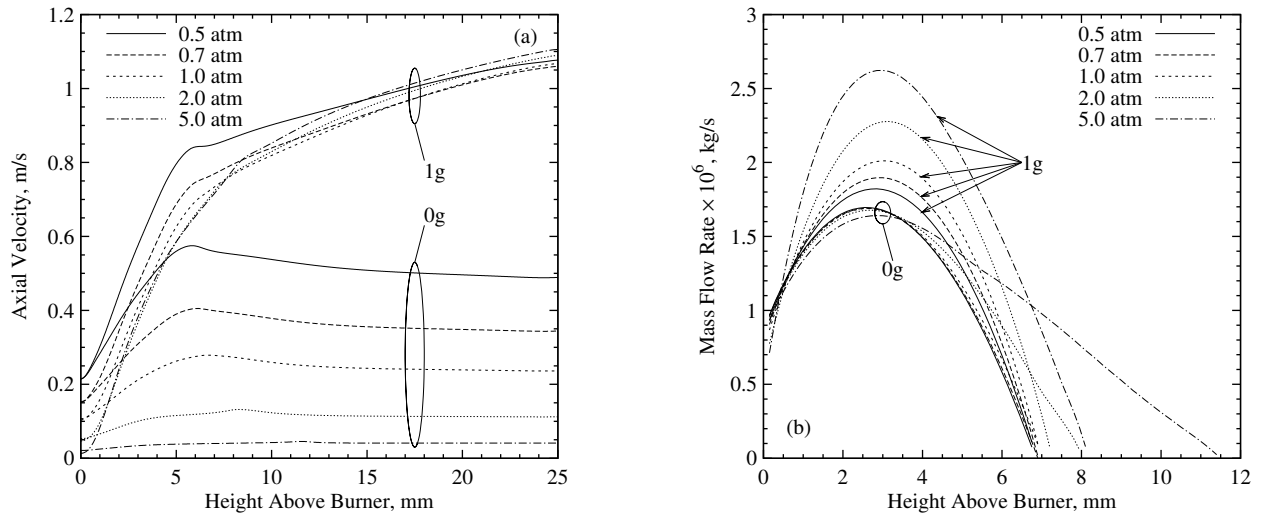 1.2
1
0.8
0.6
0.4
0.2
0
0 5 10 15 20 25
Axial Velocity, m/s
Height Above Burner, mm
0.5 atm
0.7 atm
1.0 atm
2.0 atm
5.0 atm
(a)
1g
0g
3
2.5
2
1.5
1
0.5
0
0 2 4 6 8 10 12
Mass Flow Rate × 10⁶, kg/s
Height Above Burner, mm
0.5 atm
0.7 atm
1.0 atm
2.0 atm
5.0 atm
1g
0g
(b)